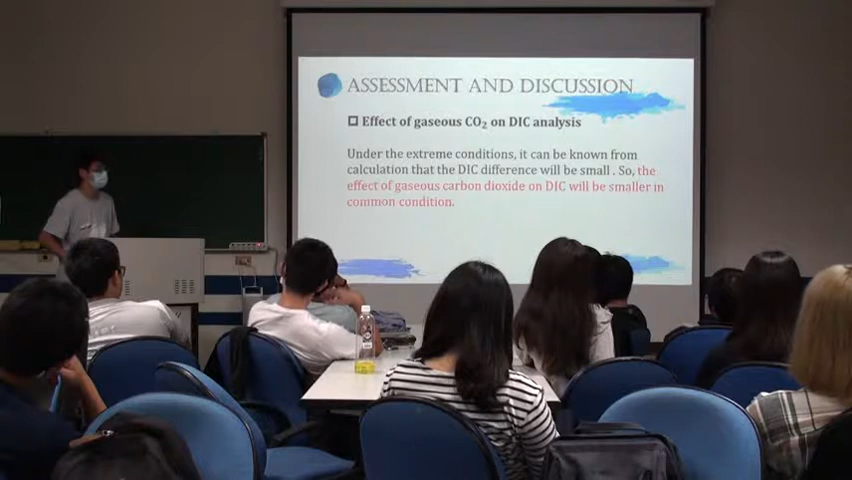 ASSESSMENT AND DISCUSSION
Effect of gaseous CO₂ on DIC analysis
Under the extreme conditions, it can be known from
calculation that the DIC difference will be small . So, the
effect of gaseous carbon dioxide on DIC will be smaller in
common condition.